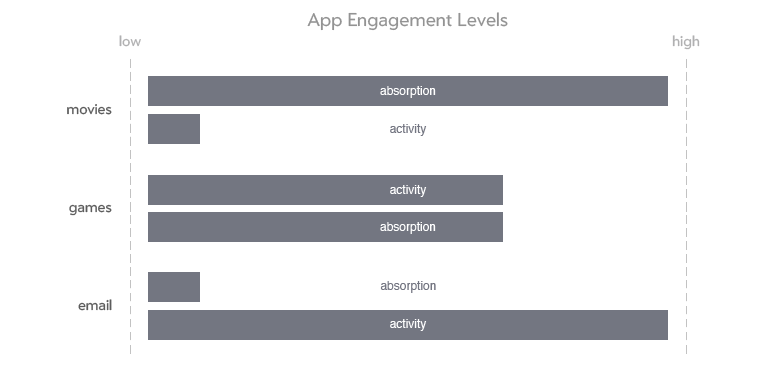 App Engagement Levels
low
high
movies
absorption
activity
games
activity
absorption
email
absorption
activity